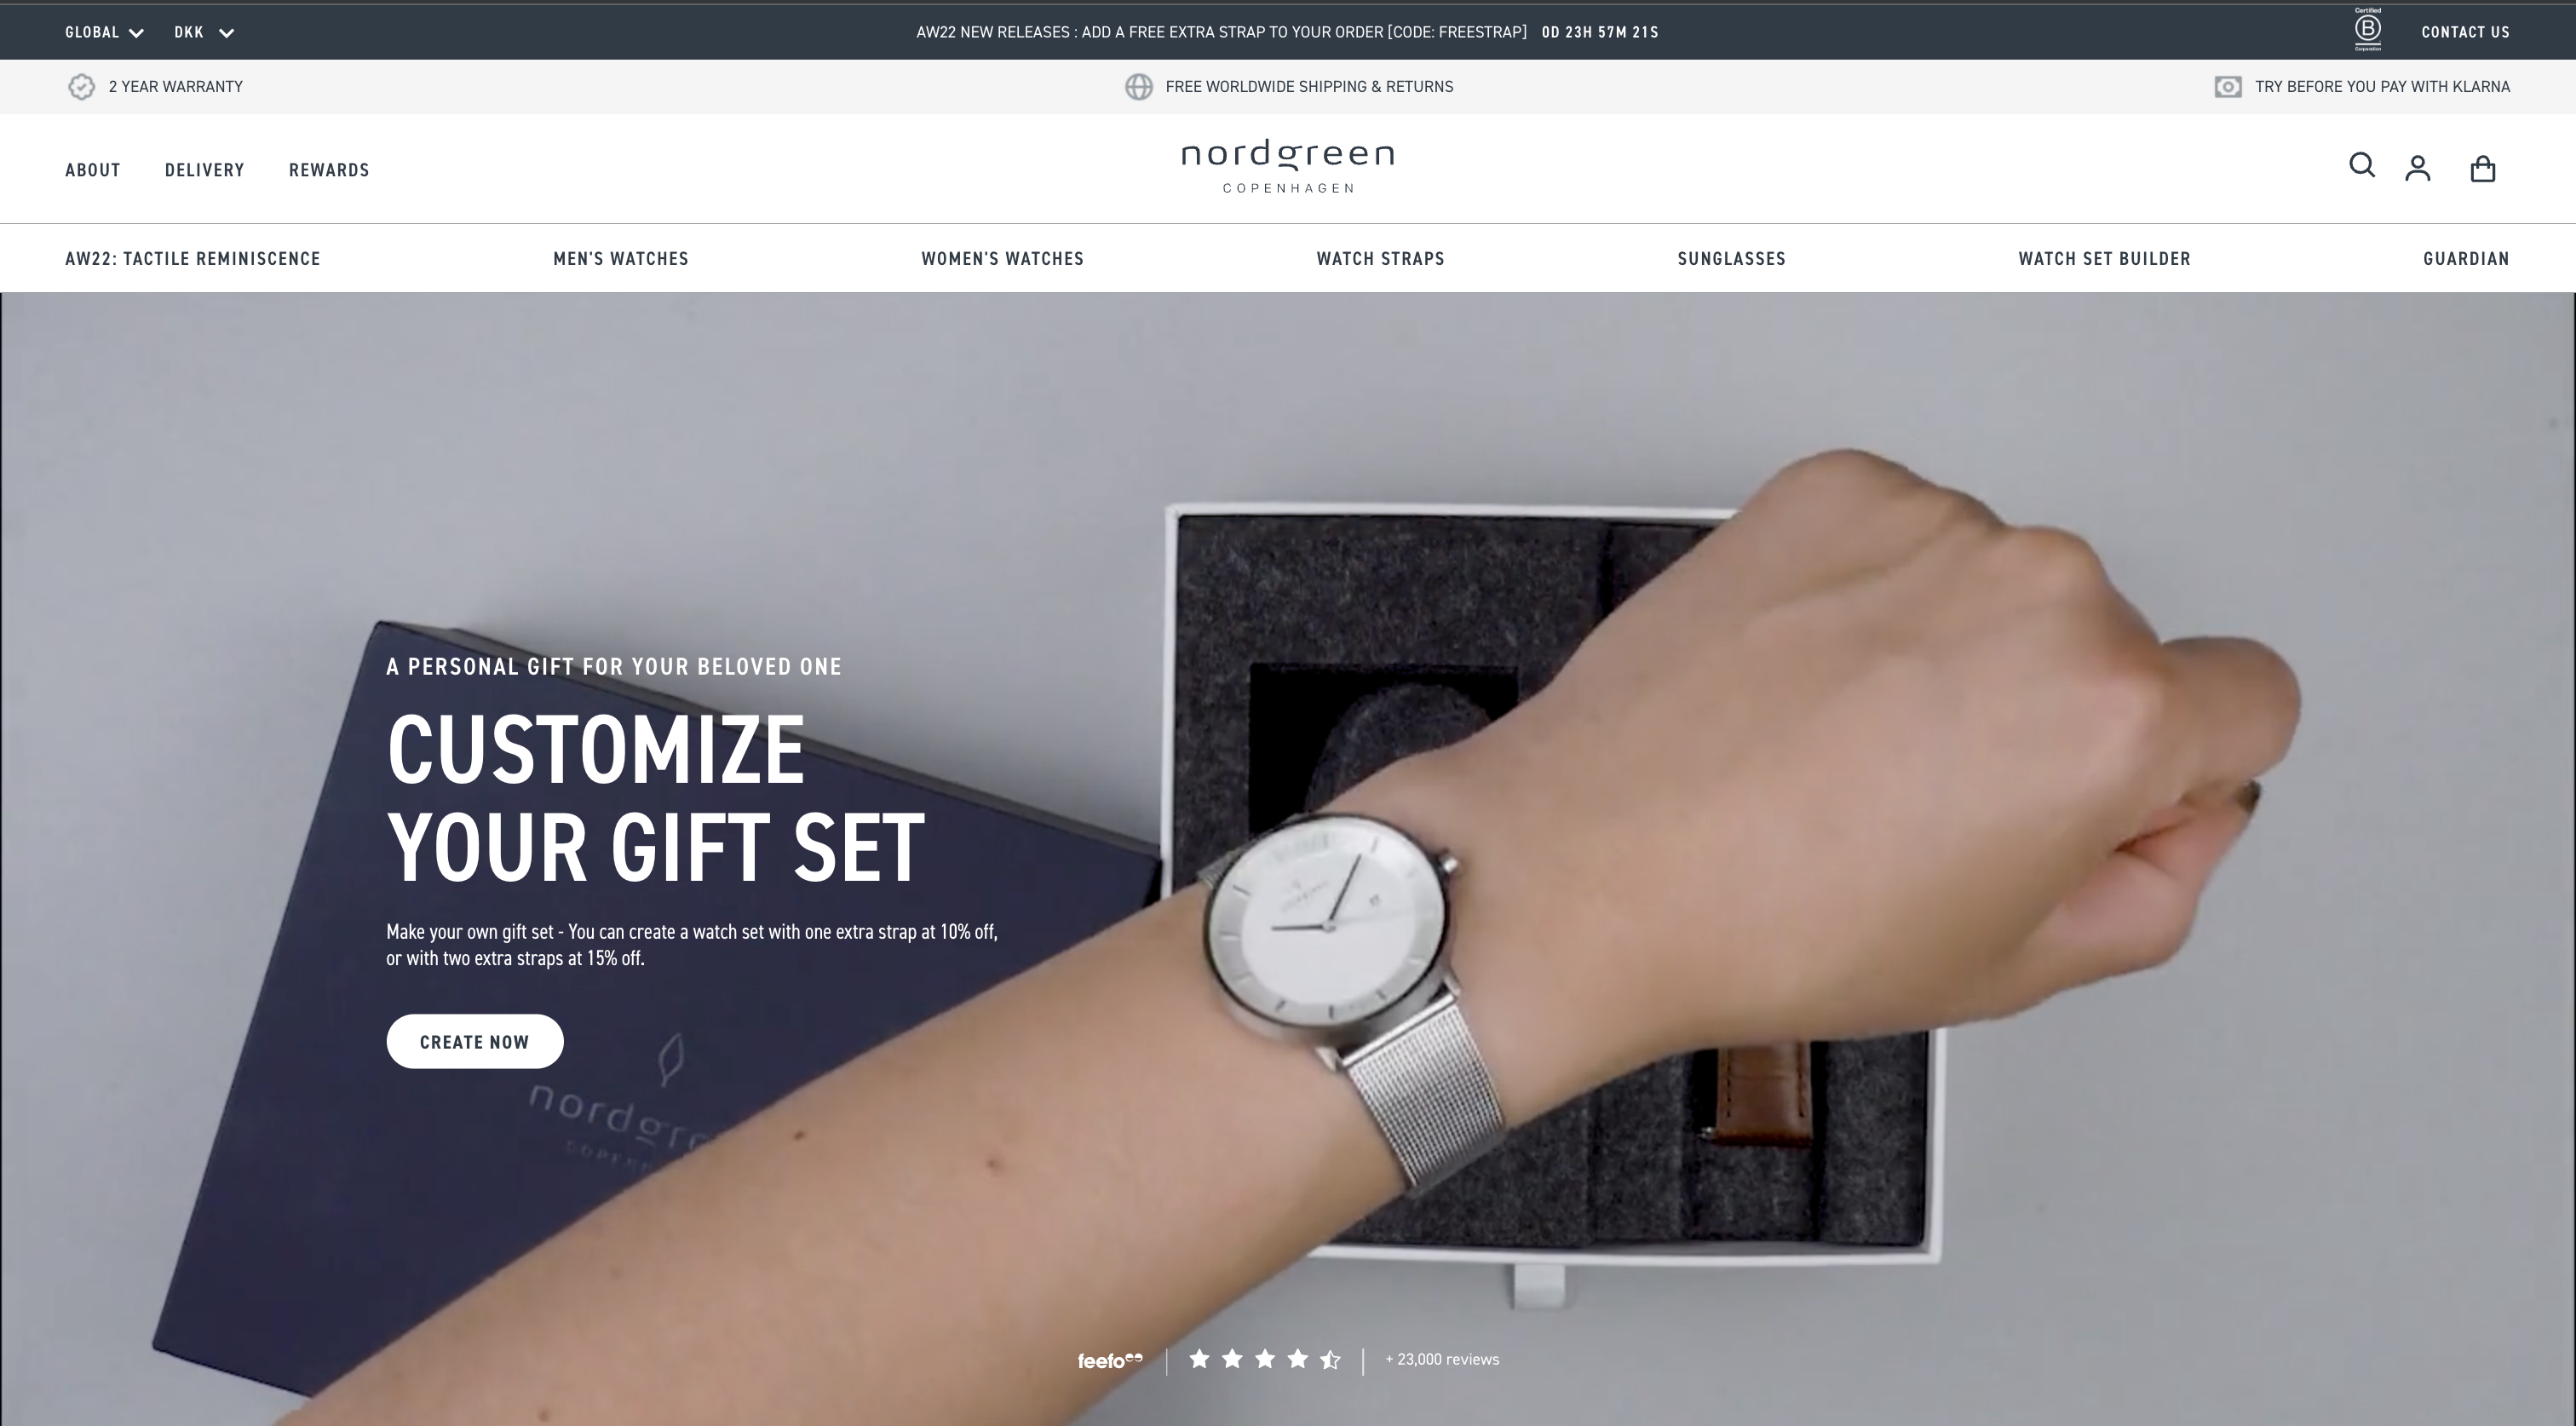 GLOBAL
DKK
AW22 NEW RELEASES : ADD A FREE EXTRA STRAP TO YOUR ORDER [CODE: FREESTRAP] 0D 23H 57M 21S
Certified
B
Corporation
CONTACT US
2 YEAR WARRANTY
FREE WORLDWIDE SHIPPING & RETURNS
TRY BEFORE YOU PAY WITH KLARNA
ABOUT
DELIVERY
REWARDS
nordgreen
COPENHAGEN
AW22: TACTILE REMINISCENCE
MEN'S WATCHES
WOMEN'S WATCHES
WATCH STRAPS
SUNGLASSES
WATCH SET BUILDER
GUARDIAN
A PERSONAL GIFT FOR YOUR BELOVED ONE
CUSTOMIZE
YOUR GIFT SET
Make your own gift set - You can create a watch set with one extra strap at 10% off,
or with two extra straps at 15% off.
CREATE NOW
nordgre
COPEN
feefo
+ 23,000 reviews